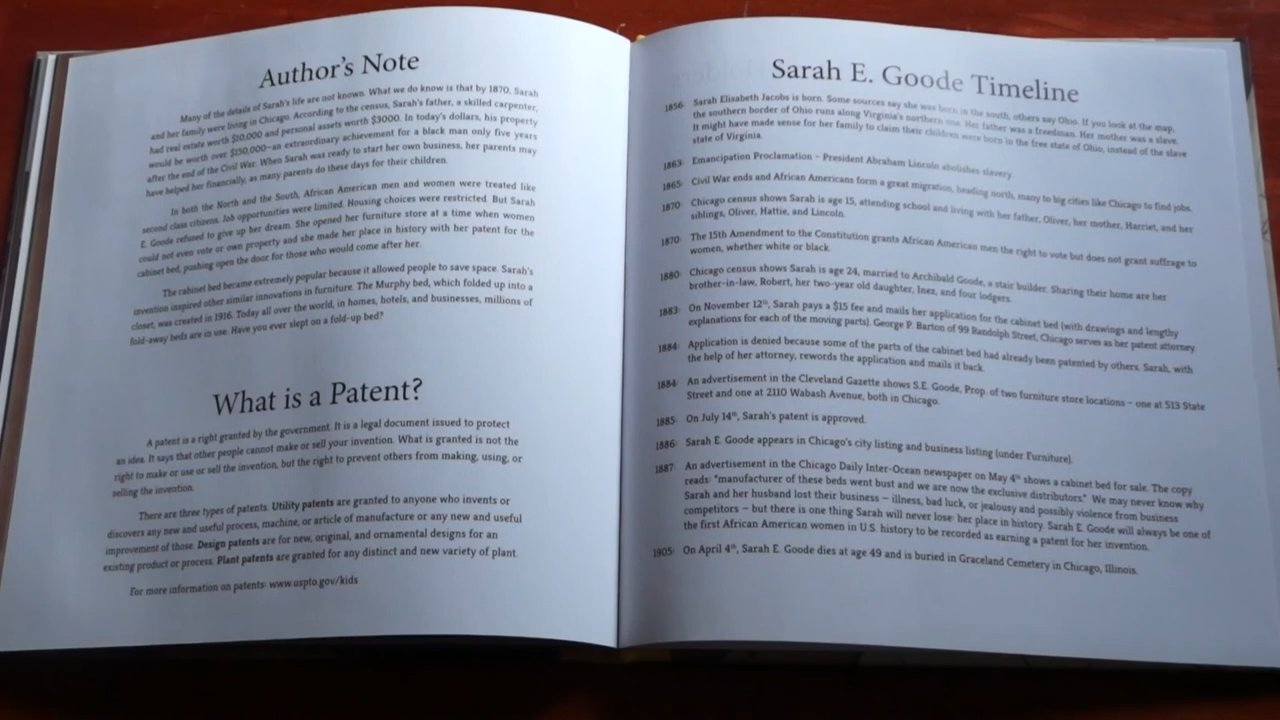 Author's Note
Many of the details of Sarah's life are not known. What we do know is that by 1870, Sarah
and her family were living in Chicago. According to the census, Sarah's father, a skilled carpenter,
had real estate worth $10,000 and personal assets worth $3000. In today's dollars, his property
would be worth over $150,000—an extraordinary achievement for a black man only five years
after the end of the Civil War. When Sarah was ready to start her own business, her parents may
have helped her financially, as many parents do these days for their children.
In both the North and the South, African American men and women were treated like
second class citizens. Job opportunities were limited. Housing choices were restricted. But Sarah
E. Goode refused to give up her dream. She opened her furniture store at a time when women
could not even vote or own property and she made her place in history with her patent for the
cabinet bed, pushing open the door for those who would come after her.
The cabinet bed became extremely popular because it allowed people to save space. Sarah's
invention inspired other similar innovations in furniture. The Murphy bed, which folded up into a
closet, was created in 1916. Today all over the world, in homes, hotels, and businesses, millions of
fold-away beds are in use. Have you ever slept on a fold-up bed?
What is a Patent?
A patent is a right granted by the government. It is a legal document issued to protect
an idea. It says that other people cannot make or sell your invention. What is granted is not the
right to make or use or sell the invention, but the right to prevent others from making, using, or
selling the invention.
There are three types of patents. Utility patents are granted to anyone who invents or
discovers any new and useful process, machine, or article of manufacture or any new and useful
improvement of those. Design patents are for new, original, and ornamental designs for an
existing product or process. Plant patents are granted for any distinct and new variety of plant.
For more information on patents: www.uspto.gov/kids
Sarah E. Goode Timeline
1856: Sarah Elisabeth Jacobs is born. Some sources say she was born in the south, others say Ohio. If you look at the map,
the southern border of Ohio runs along Virginia's northern one. Her father was a freedman. Her mother was a slave.
It might have made sense for her family to claim their children were born in the free state of Ohio, instead of the slave
state of Virginia.
1863: Emancipation Proclamation – President Abraham Lincoln abolishes slavery.
1865: Civil War ends and African Americans form a great migration, heading north, many to big cities like Chicago to find jobs.
1870: Chicago census shows Sarah is age 15, attending school and living with her father, Oliver, her mother, Harriet, and her
siblings, Oliver, Hattie, and Lincoln.
1870: The 15th Amendment to the Constitution grants African American men the right to vote but does not grant suffrage to
women, whether white or black.
1880: Chicago census shows Sarah is age 24, married to Archibald Goode, a stair builder. Sharing their home are her
brother-in-law, Robert, her two-year old daughter, Inez, and four lodgers.
1883: On November 12th, Sarah pays a $15 fee and mails her application for the cabinet bed (with drawings and lengthy
explanations for each of the moving parts). George P. Barton of 99 Randolph Street, Chicago serves as her patent attorney.
1884: Application is denied because some of the parts of the cabinet bed had already been patented by others. Sarah, with
the help of her attorney, rewords the application and mails it back.
1884: An advertisement in the Cleveland Gazette shows S.E. Goode, Prop. of two furniture store locations – one at 513 State
Street and one at 2110 Wabash Avenue, both in Chicago.
1885: On July 14th, Sarah's patent is approved.
1886: Sarah E. Goode appears in Chicago's city listing and business listing (under Furniture).
1887: An advertisement in the Chicago Daily Inter-Ocean newspaper on May 4th shows a cabinet bed for sale. The copy
reads: "manufacturer of these beds went bust and we are now the exclusive distributors." We may never know why
Sarah and her husband lost their business – illness, bad luck, or jealousy and possibly violence from business
competitors – but there is one thing Sarah will never lose: her place in history. Sarah E. Goode will always be one of
the first African American women in U.S. history to be recorded as earning a patent for her invention.
1905: On April 4th, Sarah E. Goode dies at age 49 and is buried in Graceland Cemetery in Chicago, Illinois.